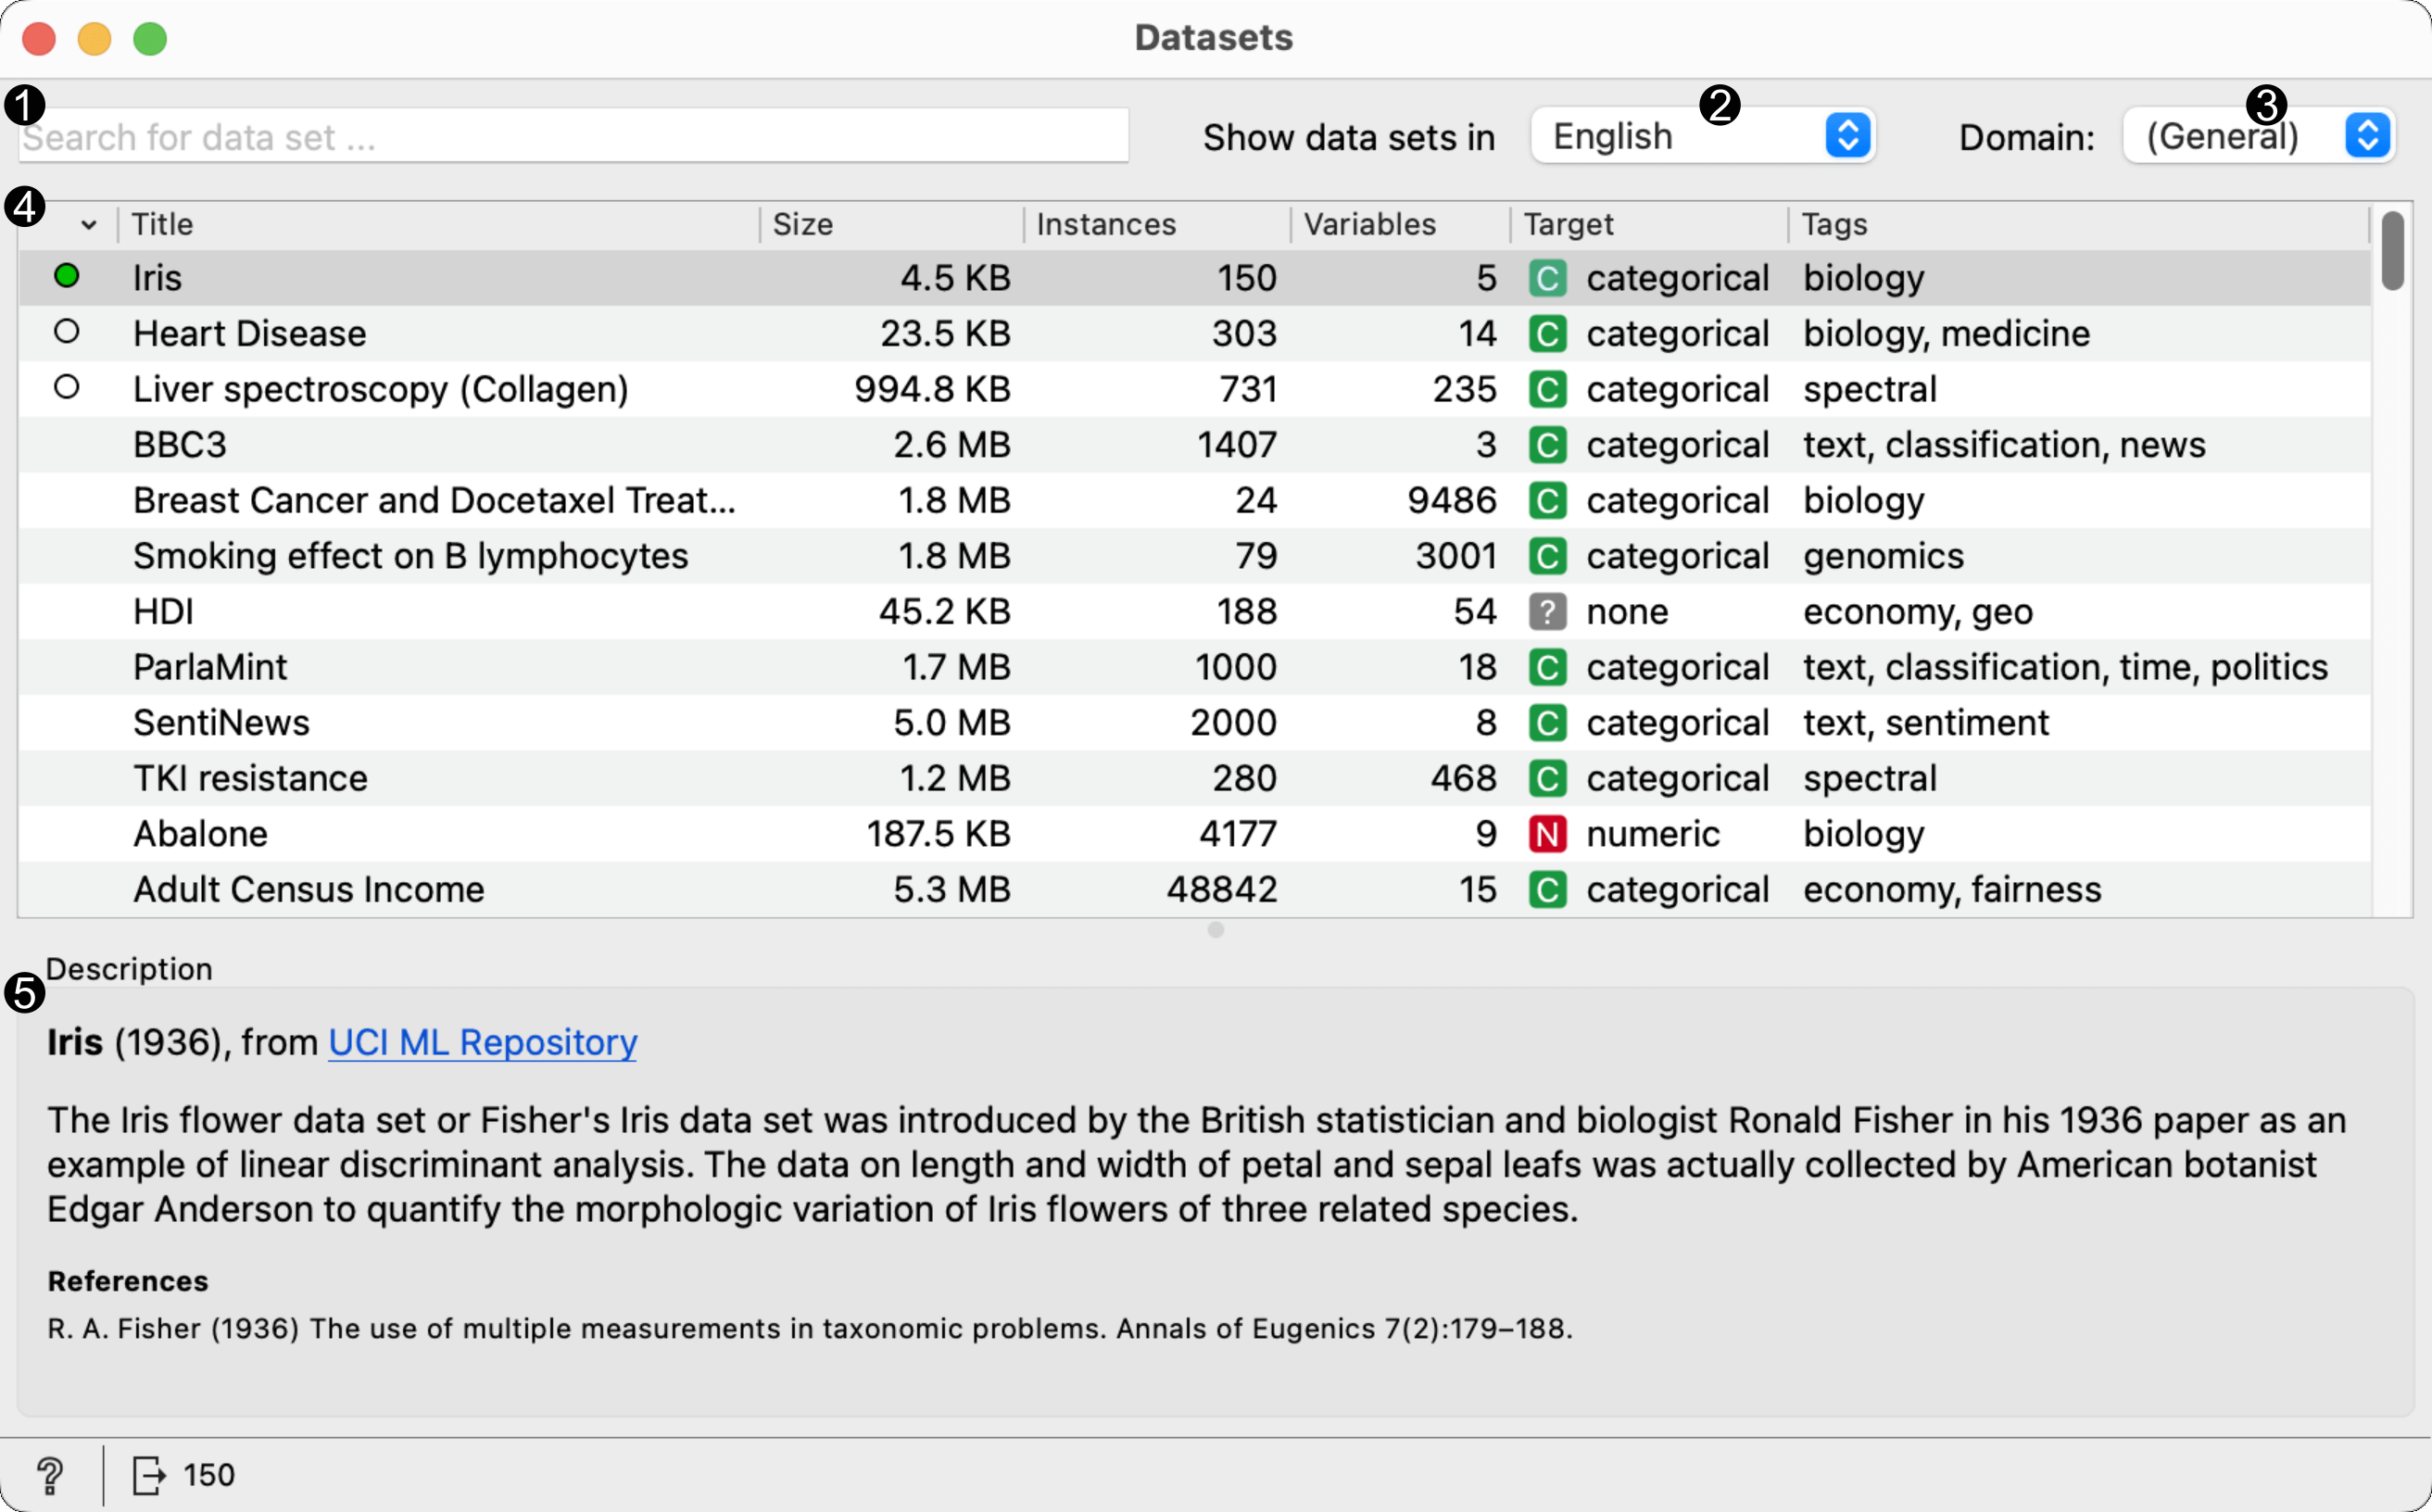 Datasets
1
Search for data set ...
Show data sets in
2
English
Domain:
3
(General)
4
Title Size Instances Variables Target Tags
Iris 4.5 KB 150 5 C categorical biology
Heart Disease 23.5 KB 303 14 C categorical biology, medicine
Liver spectroscopy (Collagen) 994.8 KB 731 235 C categorical spectral
BBC3 2.6 MB 1407 3 C categorical text, classification, news
Breast Cancer and Docetaxel Treat... 1.8 MB 24 9486 C categorical biology
Smoking effect on B lymphocytes 1.8 MB 79 3001 C categorical genomics
HDI 45.2 KB 188 54 ? none economy, geo
ParlaMint 1.7 MB 1000 18 C categorical text, classification, time, politics
SentiNews 5.0 MB 2000 8 C categorical text, sentiment
TKI resistance 1.2 MB 280 468 C categorical spectral
Abalone 187.5 KB 4177 9 N numeric biology
Adult Census Income 5.3 MB 48842 15 C categorical economy, fairness
Description
5
Iris (1936), from UCI ML Repository
The Iris flower data set or Fisher's Iris data set was introduced by the British statistician and biologist Ronald Fisher in his 1936 paper as an
example of linear discriminant analysis. The data on length and width of petal and sepal leafs was actually collected by American botanist
Edgar Anderson to quantify the morphologic variation of Iris flowers of three related species.
References
R. A. Fisher (1936) The use of multiple measurements in taxonomic problems. Annals of Eugenics 7(2):179–188.
? 150